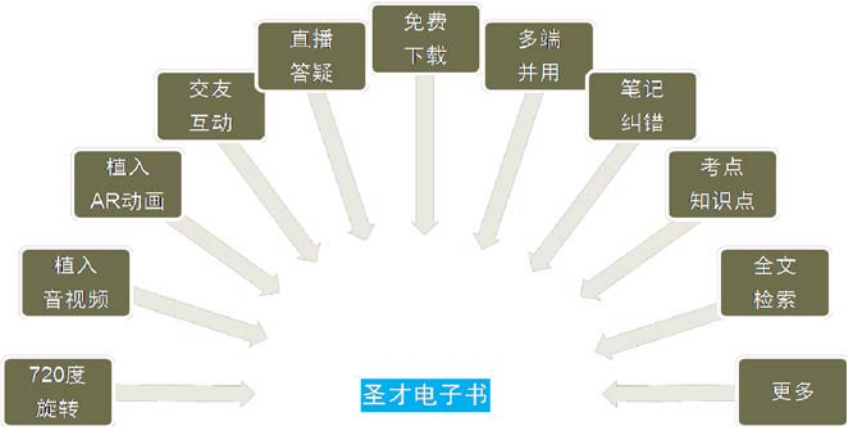 免费
下载
直播
答疑
多端
并用
交友
互动
笔记
纠错
植入
AR动画
考点
知识点
植入
音视频
全文
检索
720度
旋转
圣才电子书
更多